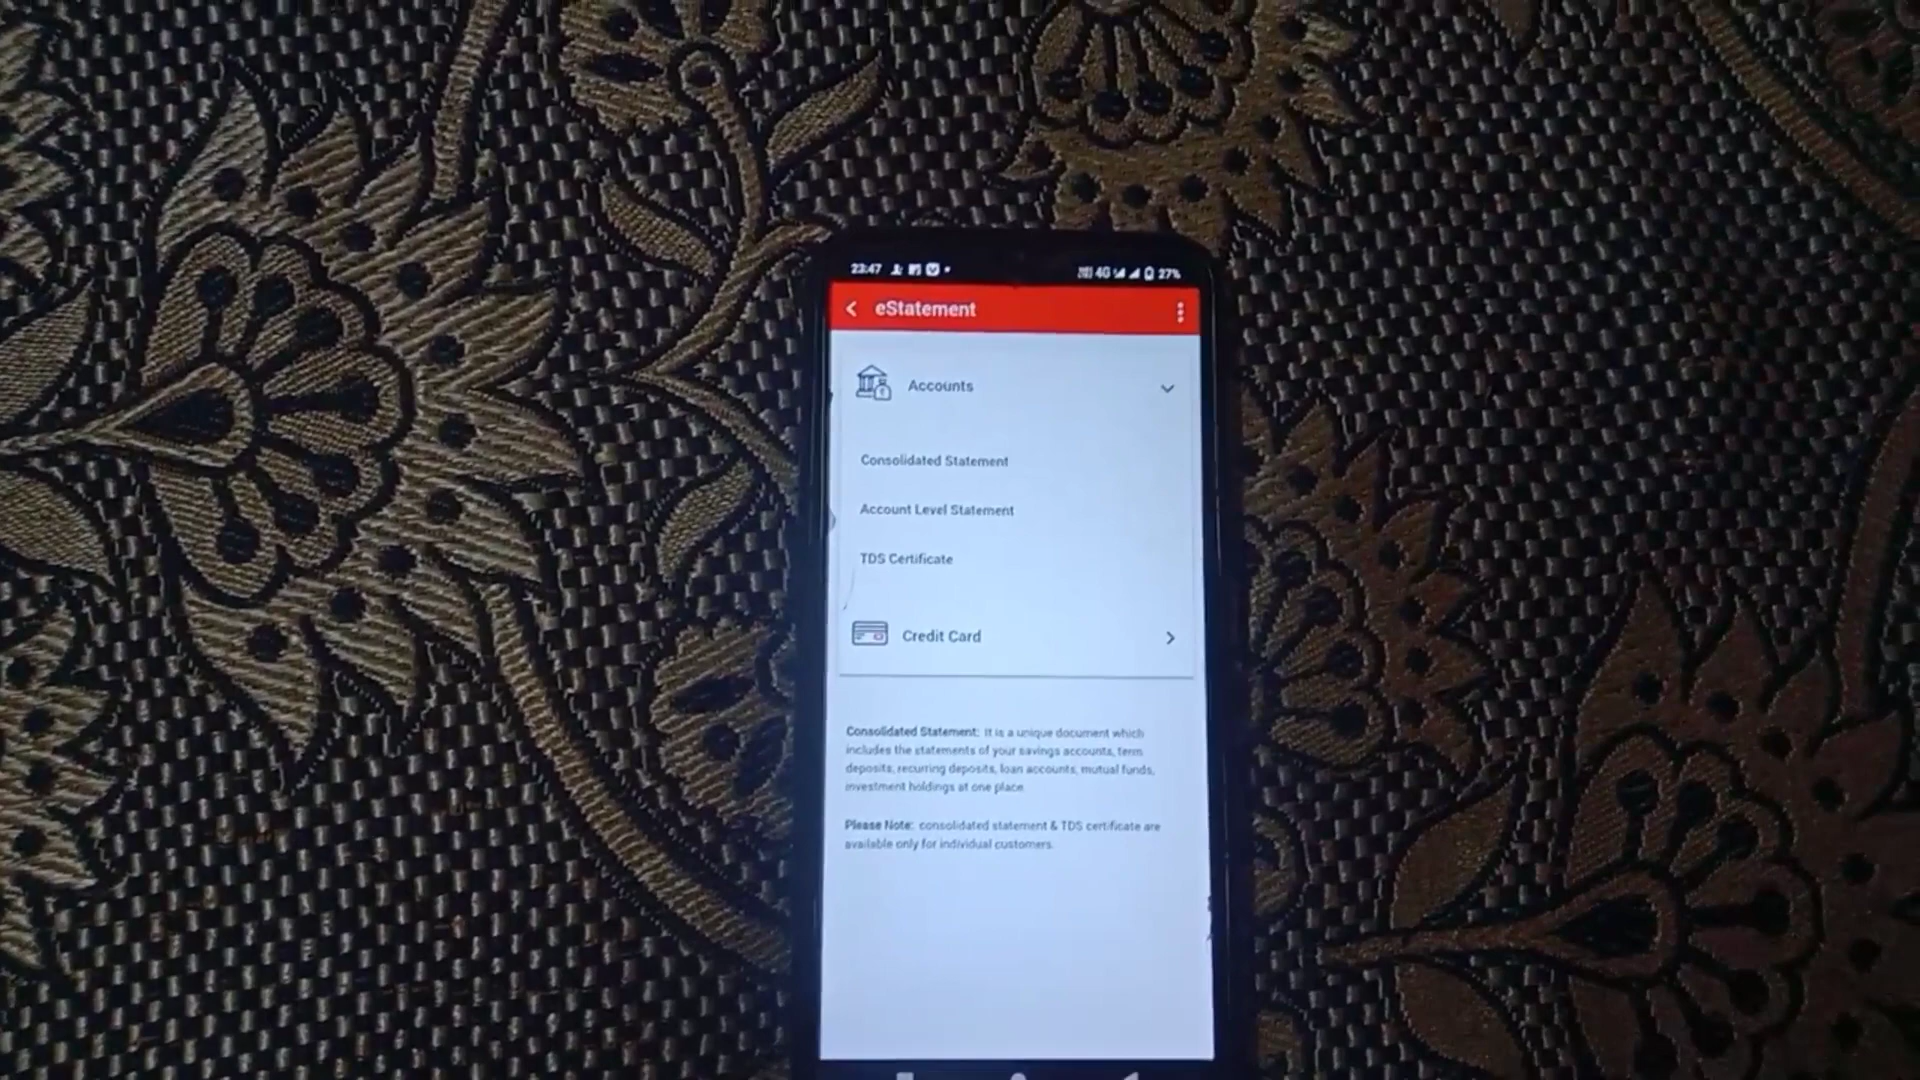 23:47 4G 27%
eStatement
Accounts
Consolidated Statement
Account Level Statement
TDS Certificate
Credit Card
Consolidated Statement: It is a unique document which
includes the statements of your savings accounts, term
deposits, recurring deposits, loan accounts, mutual funds,
investment holdings at one place
Please Note: consolidated statement & TDS certificate are
available only for individual customers.